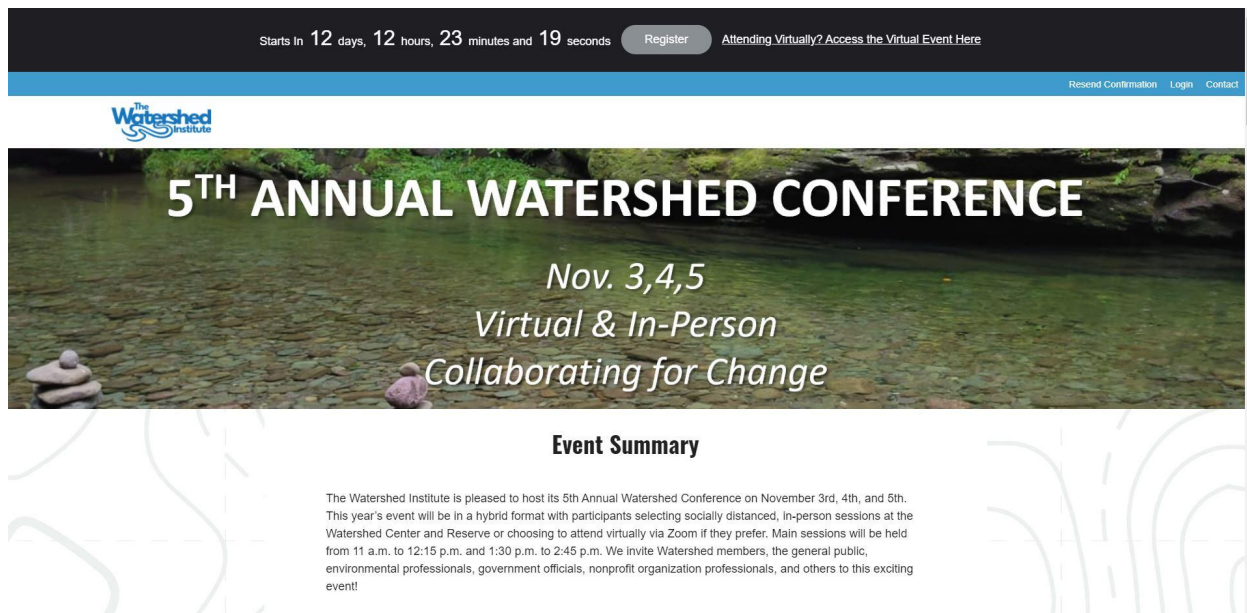 Starts In 12 days, 12 hours, 23 minutes and 19 seconds Register Attending Virtually? Access the Virtual Event Here
Resend Confirmation Login Contact
The
Watershed
Institute
5TH ANNUAL WATERSHED CONFERENCE
Nov. 3,4,5
Virtual & In-Person
Collaborating for Change
Event Summary
The Watershed Institute is pleased to host its 5th Annual Watershed Conference on November 3rd, 4th, and 5th.
This year's event will be in a hybrid format with participants selecting socially distanced, in-person sessions at the
Watershed Center and Reserve or choosing to attend virtually via Zoom if they prefer. Main sessions will be held
from 11 a.m. to 12:15 p.m. and 1:30 p.m. to 2:45 p.m. We invite Watershed members, the general public,
environmental professionals, government officials, nonprofit organization professionals, and others to this exciting
event!